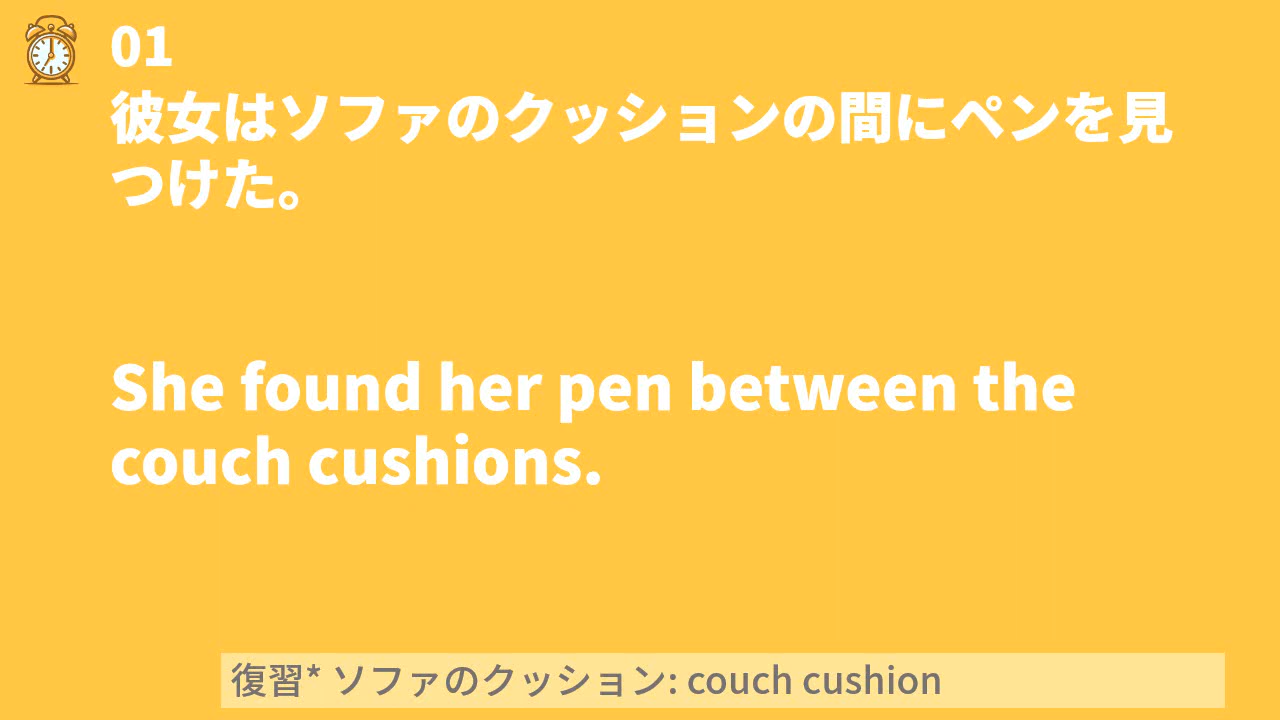 01
彼女はソファのクッションの間にペンを見
つけた。
She found her pen between the
couch cushions.
復習* ソファのクッション: couch cushion